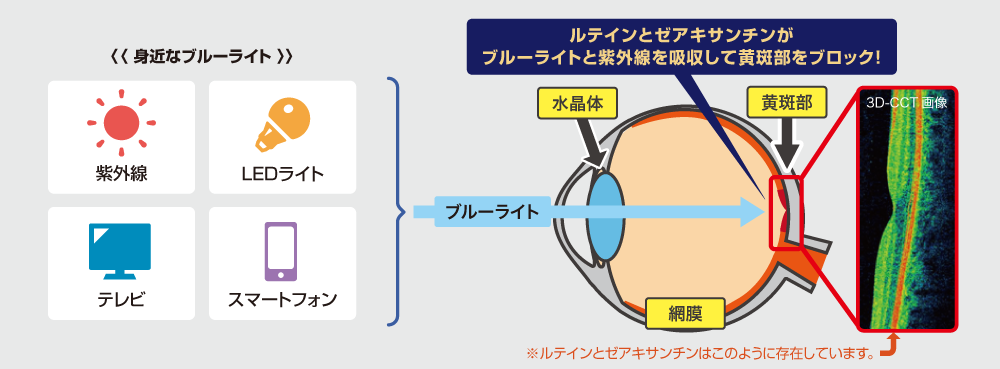 〈〈 身近なブルーライト 〉〉
紫外線
LEDライト
テレビ
スマートフォン
ブルーライト
ルテインとゼアキサンチンが
ブルーライトと紫外線を吸収して黄斑部をブロック!
水晶体
黄斑部
網膜
3D-CCT 画像
※ルテインとゼアキサンチンはこのように存在しています。